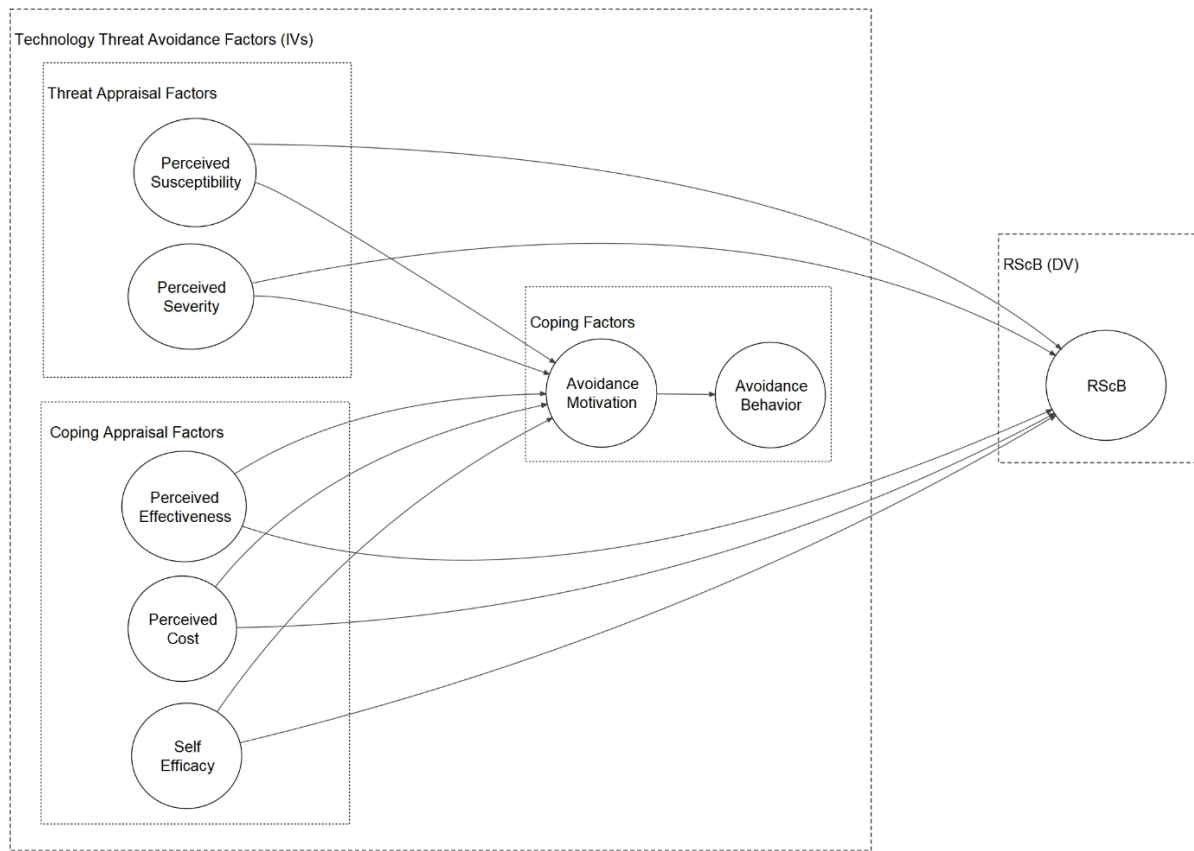 Technology Threat Avoidance Factors (IVs)
Threat Appraisal Factors
Perceived
Susceptibility
Perceived
Severity
Coping Appraisal Factors
Perceived
Effectiveness
Perceived
Cost
Self
Efficacy
Coping Factors
Avoidance
Motivation
Avoidance
Behavior
RScB (DV)
RScB